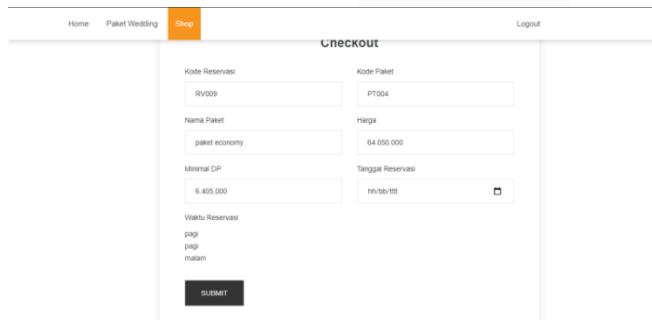 Home Paket Wedding Shop Logout
Checkout
Kode Reservasi Kode Paket
RV009 PT004
Nama Paket Harga
paket economy 64.050.000
Minimal DP Tanggal Reservasi
6.405.000 hh/bb/tttt
Waktu Reservasi
pagi
pagi
malam
SUBMIT